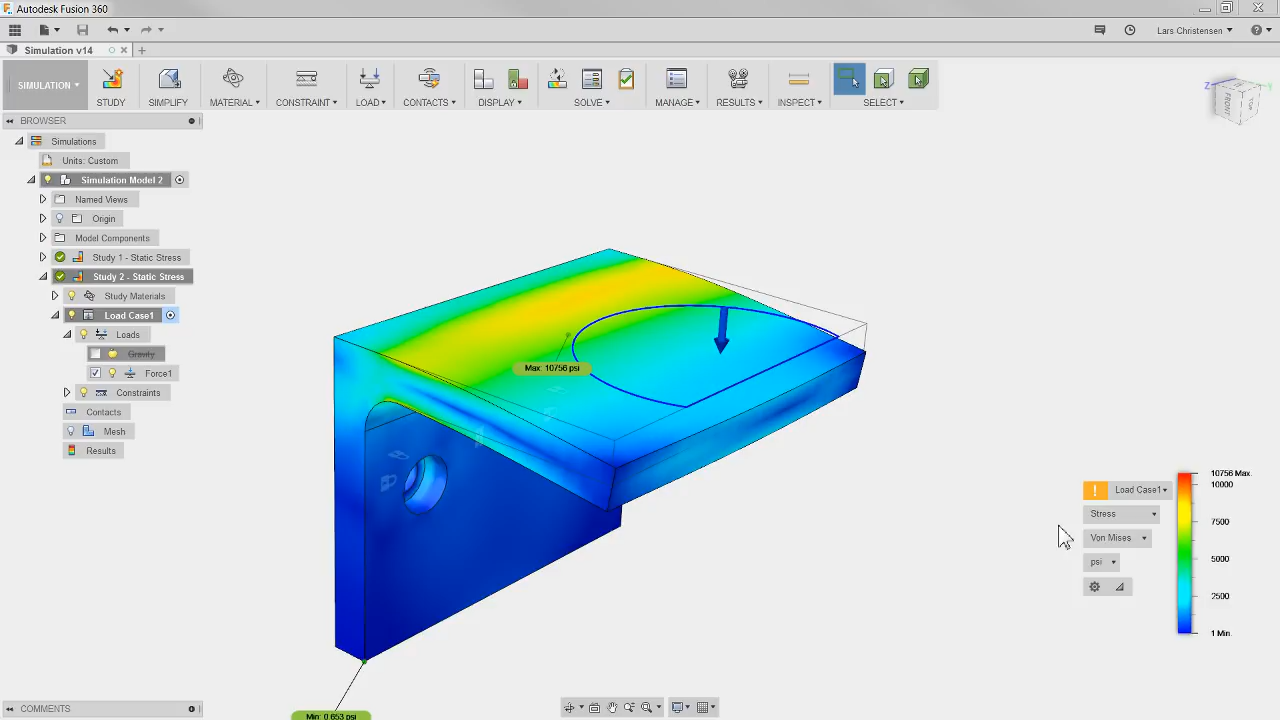 Autodesk Fusion 360
Lars Christensen
Simulation v14
SIMULATION
STUDY
SIMPLIFY
MATERIAL
CONSTRAINT
LOAD
CONTACTS
DISPLAY
SOLVE
MANAGE
RESULTS
INSPECT
SELECT
BROWSER
Simulations
Units: Custom
Simulation Model 2
Named Views
Origin
Model Components
Study 1 - Static Stress
Study 2 - Static Stress
Study Materials
Load Case1
Loads
Gravity
Force1
Constraints
Contacts
Mesh
Results
Max: 10756 psi
Min: 0.653 psi
Load Case1
Stress
Von Mises
psi
10756 Max.
10000
7500
5000
2500
1 Min.
COMMENTS